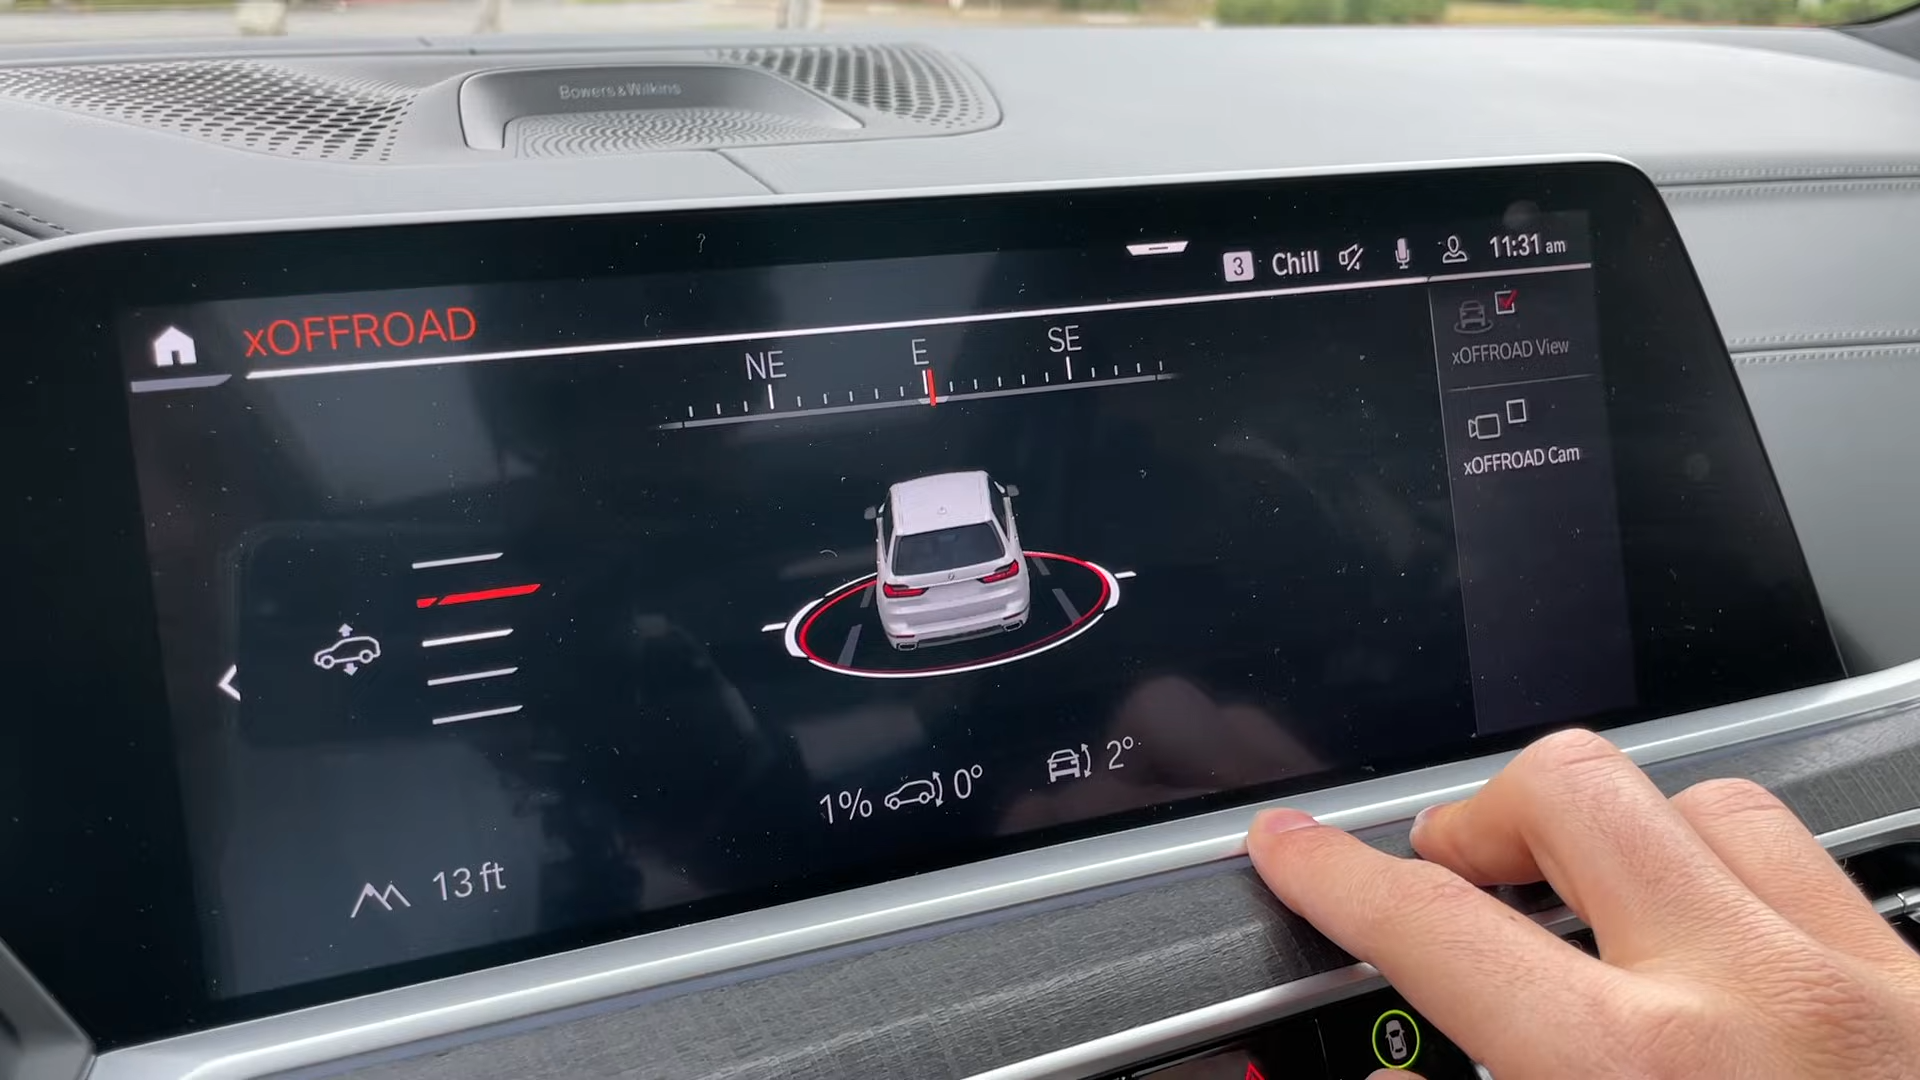 Bowers & Wilkins
3 Chill 11:31 am
xOFFROAD
NE E SE
xOFFROAD View
xOFFROAD Cam
1% 0° 2°
13 ft